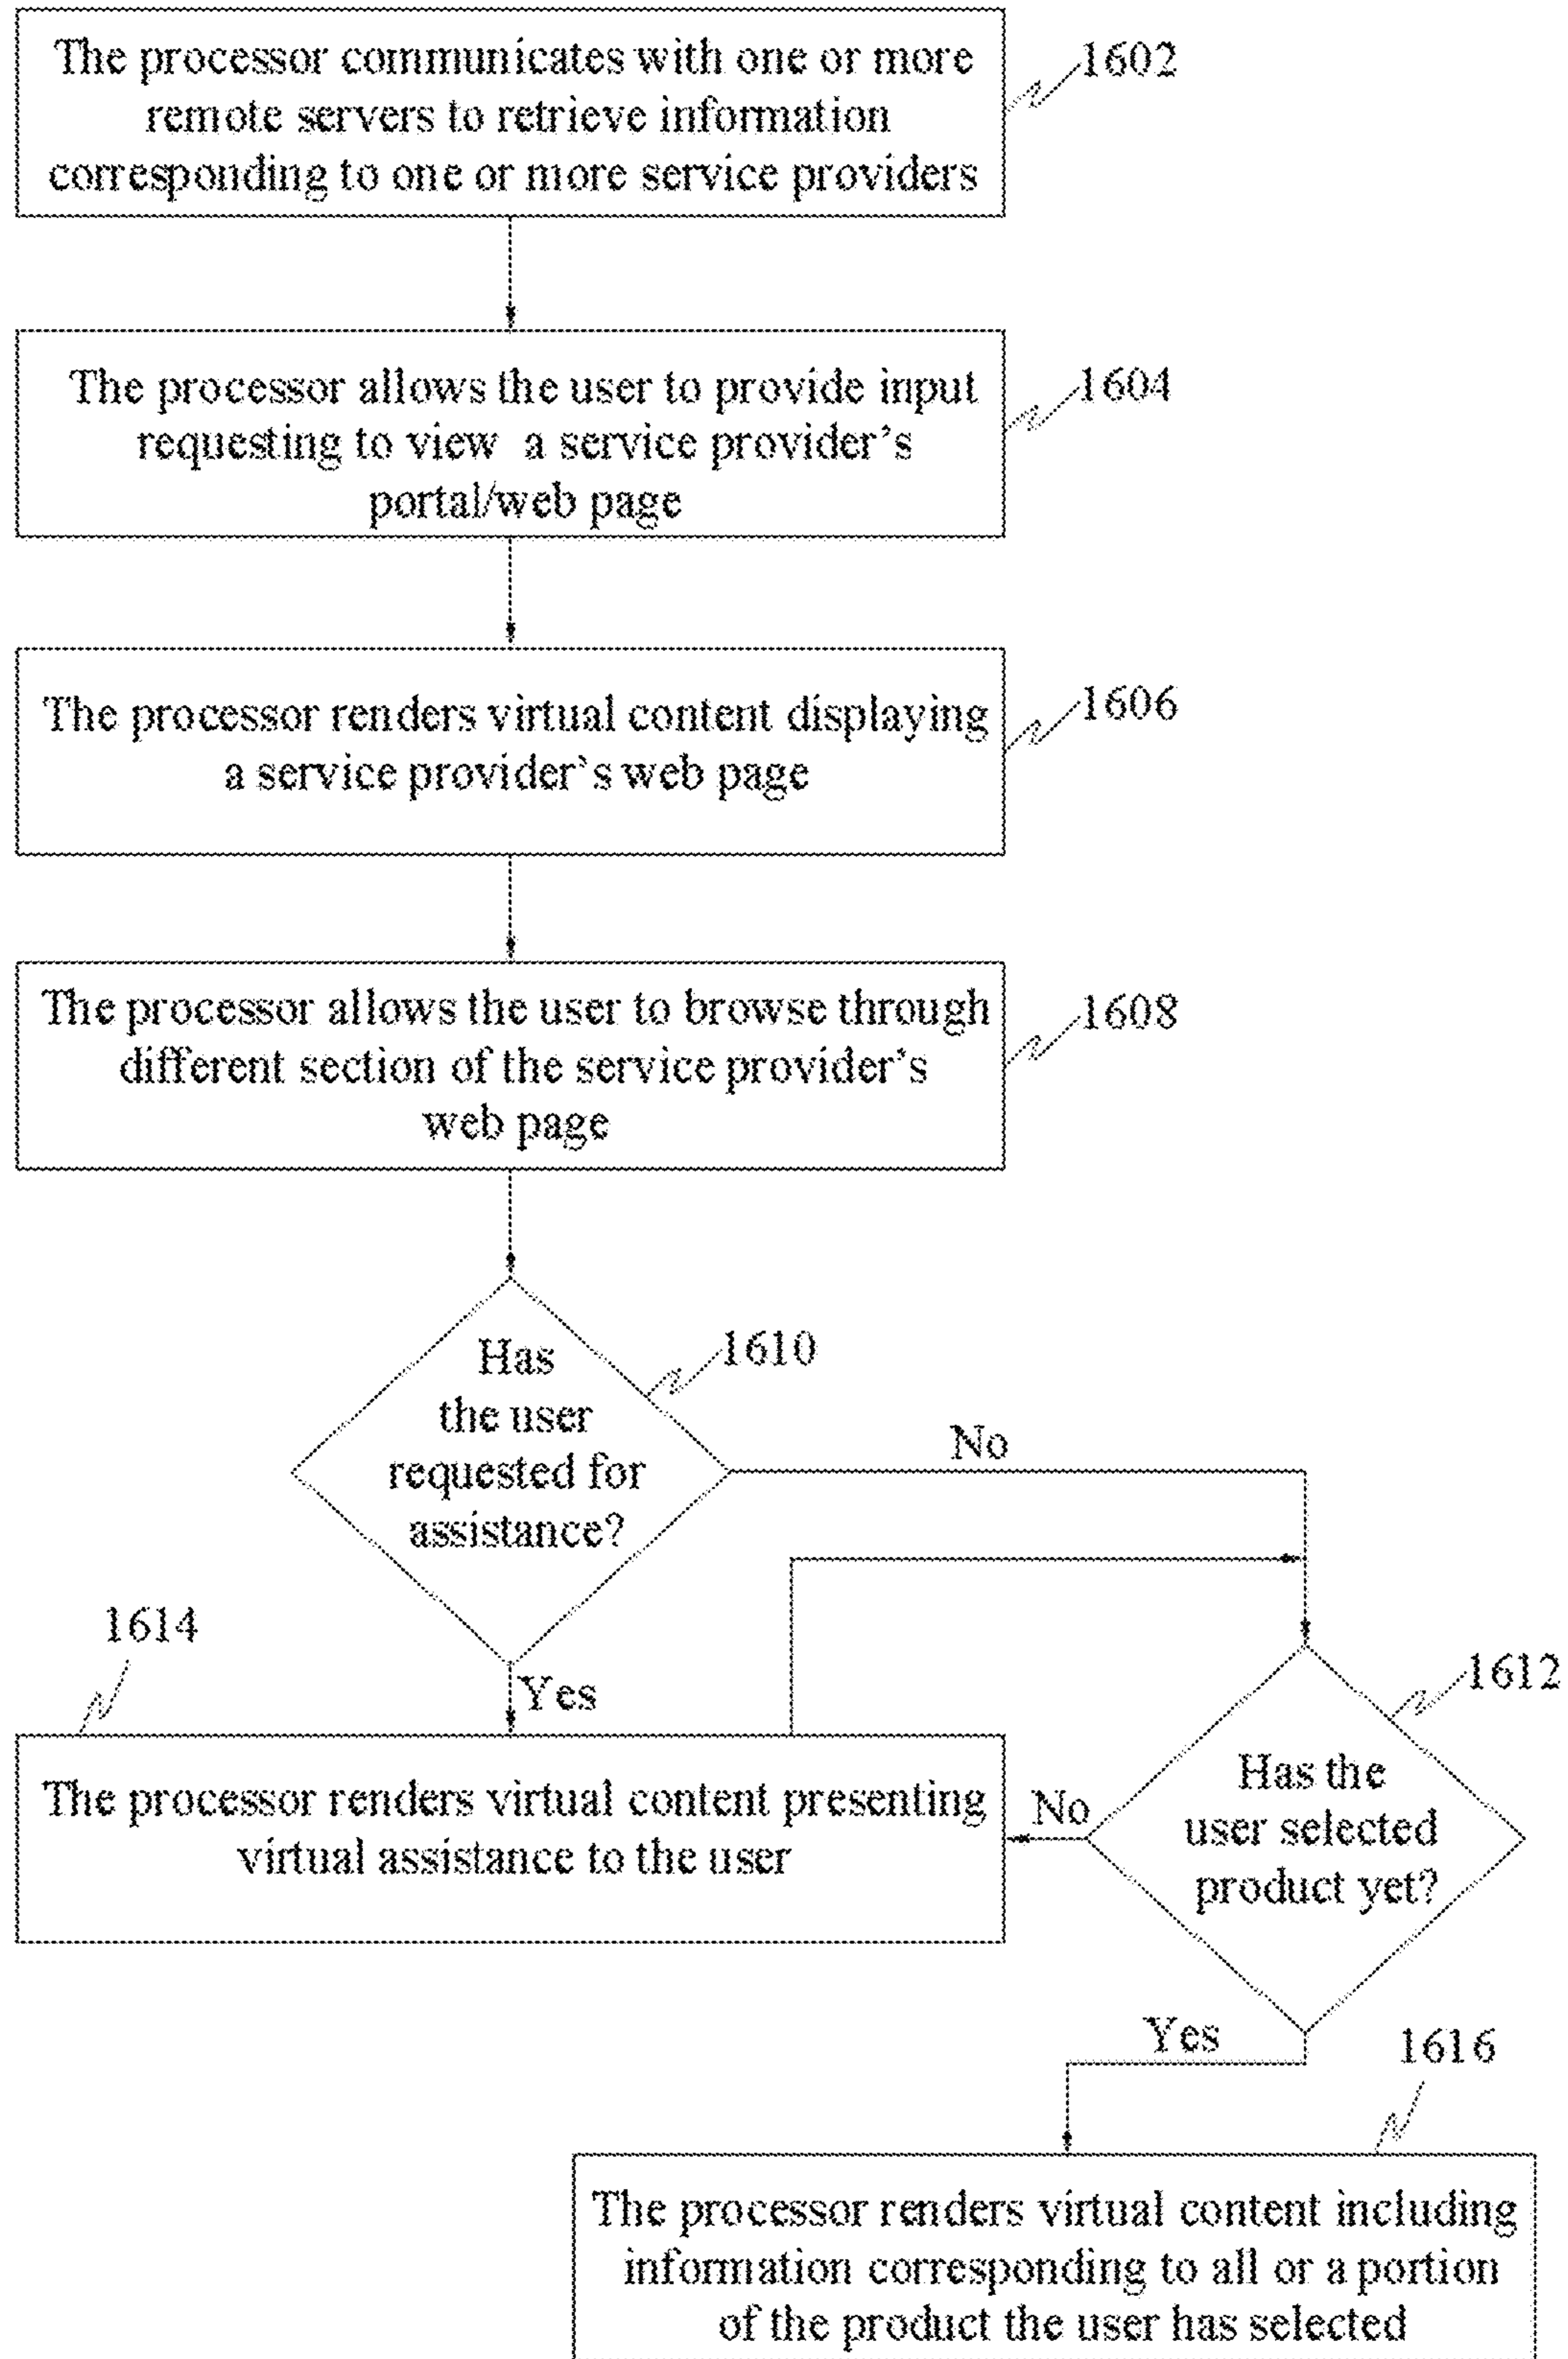 The processor communicates with one or more
remote servers to retrieve information
corresponding to one or more service providers
1602
The processor allows the user to provide input
requesting to view a service provider's
portal/web page
1604
The processor renders virtual content displaying
a service provider's web page
1606
The processor allows the user to browse through
different section of the service provider's
web page
1608
Has
the user
requested for
assistance?
1610
No
Yes
1614
The processor renders virtual content presenting
virtual assistance to the user
1612
Has the
user selected
product yet?
No
Yes
1616
The processor renders virtual content including
information corresponding to all or a portion
of the product the user has selected